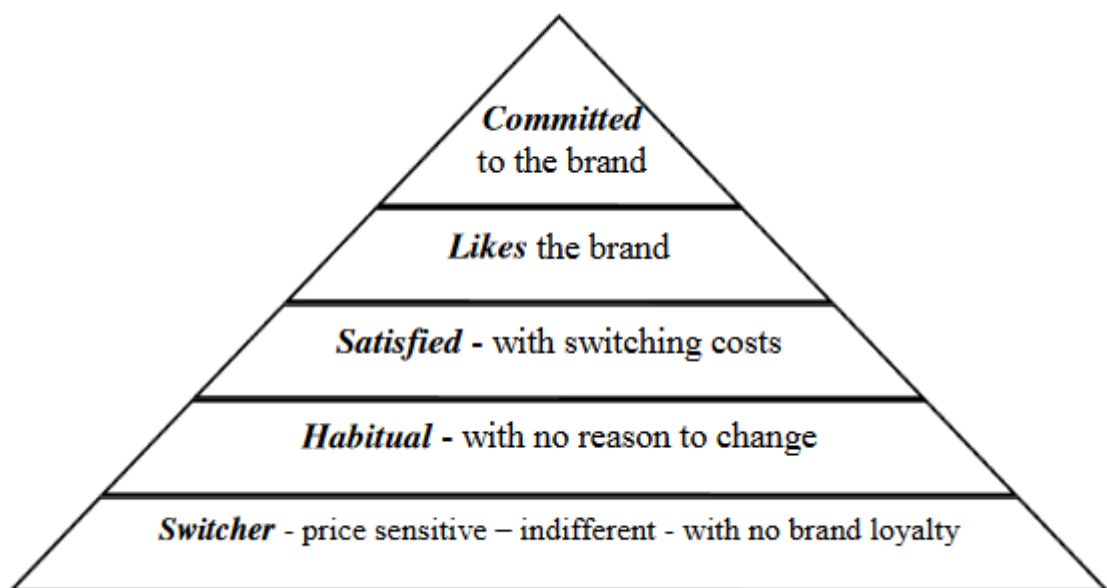 Committed
to the brand
Likes the brand
Satisfied - with switching costs
Habitual - with no reason to change
Switcher - price sensitive – indifferent - with no brand loyalty